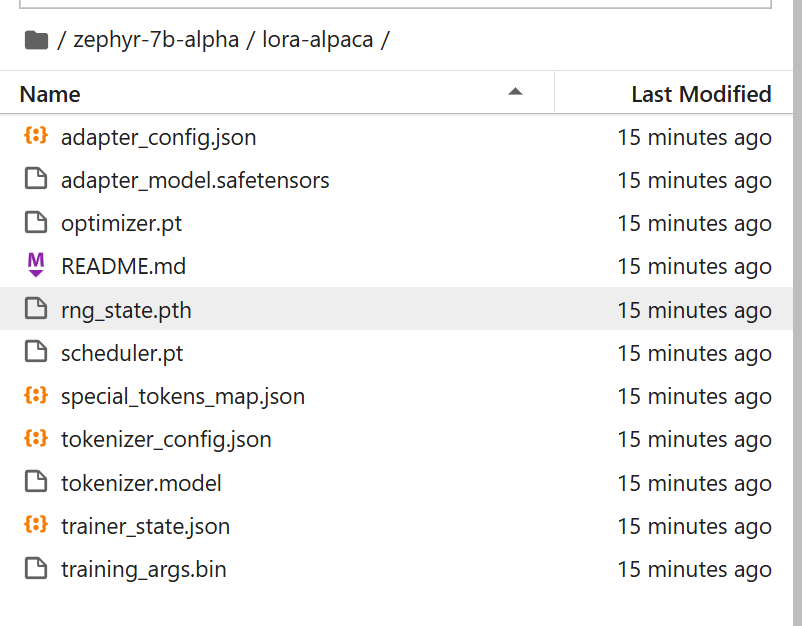 / zephyr-7b-alpha / lora-alpaca /
Name Last Modified
adapter_config.json 15 minutes ago
adapter_model.safetensors 15 minutes ago
optimizer.pt 15 minutes ago
M README.md 15 minutes ago
rng_state.pth 15 minutes ago
scheduler.pt 15 minutes ago
special_tokens_map.json 15 minutes ago
tokenizer_config.json 15 minutes ago
tokenizer.model 15 minutes ago
trainer_state.json 15 minutes ago
training_args.bin 15 minutes ago